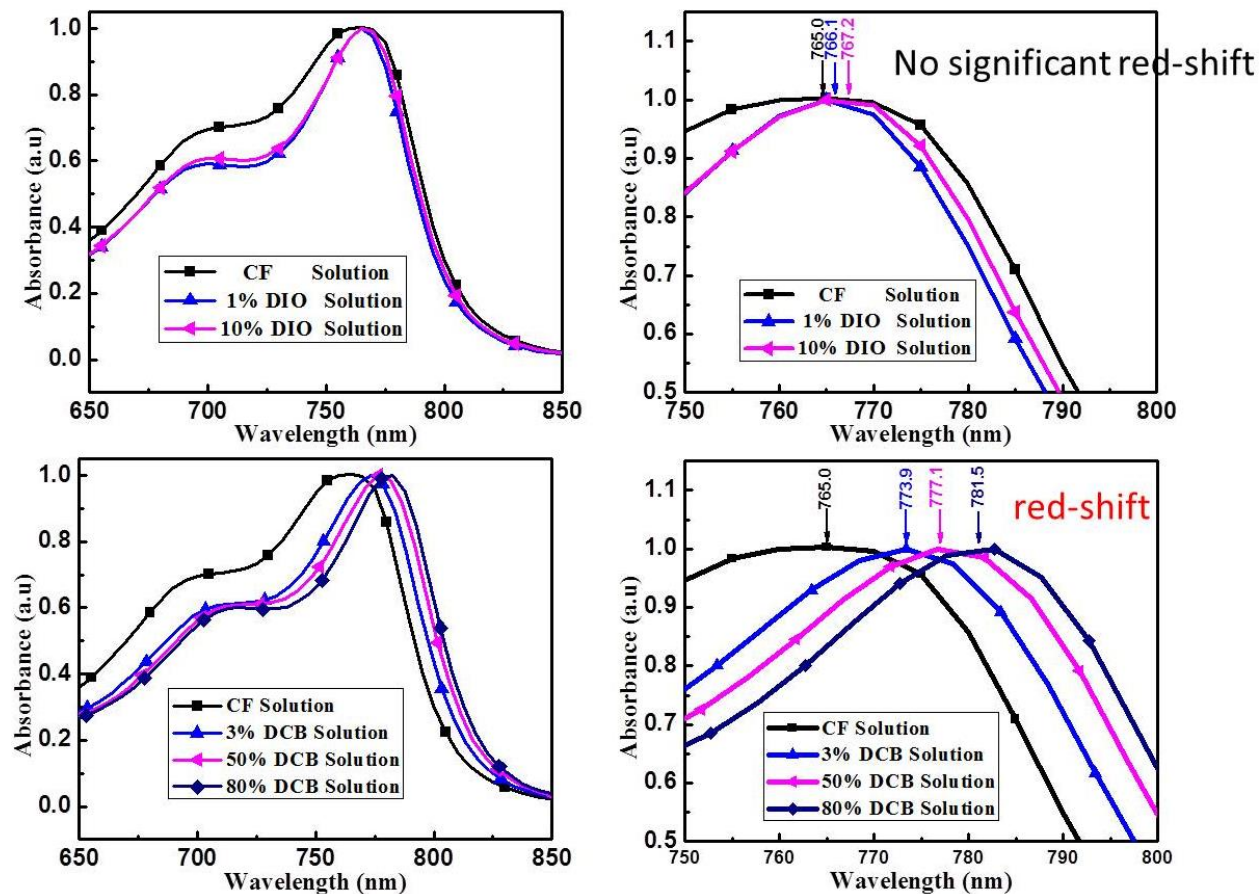 1.0
0.8
0.6
0.4
0.2
0.0
Absorbance (a.u)
CF Solution
1% DIO Solution
10% DIO Solution
650 700 750 800 850
Wavelength (nm)
1.1
1.0
0.9
0.8
0.7
0.6
0.5
Absorbance (a.u)
765.0
766.1
767.2
No significant red-shift
CF Solution
1% DIO Solution
10% DIO Solution
750 760 770 780 790 800
Wavelength (nm)
1.0
0.8
0.6
0.4
0.2
0.0
Absorbance (a.u)
CF Solution
3% DCB Solution
50% DCB Solution
80% DCB Solution
650 700 750 800 850
Wavelength (nm)
1.1
1.0
0.9
0.8
0.7
0.6
0.5
Absorbance (a.u)
765.0
773.9
777.1
781.5
red-shift
CF Solution
3% DCB Solution
50% DCB Solution
80% DCB Solution
750 760 770 780 790 800
Wavelength (nm)